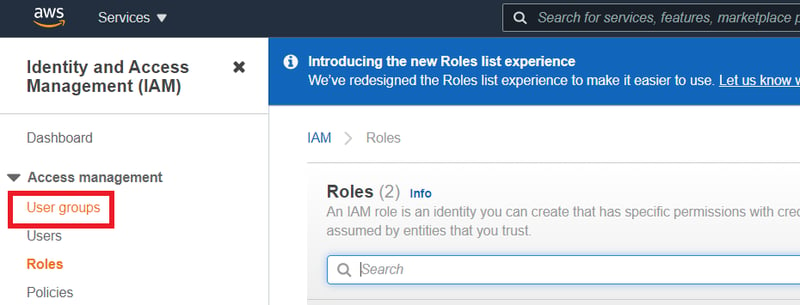 aws
Services
Search for services, features, marketplace p
Identity and Access
Management (IAM)
Introducing the new Roles list experience
We've redesigned the Roles list experience to make it easier to use. Let us know w
Dashboard
Access management
User groups
Users
Roles
Policies
IAM > Roles
Roles (2) Info
An IAM role is an identity you can create that has specific permissions with cred
assumed by entities that you trust.
Search